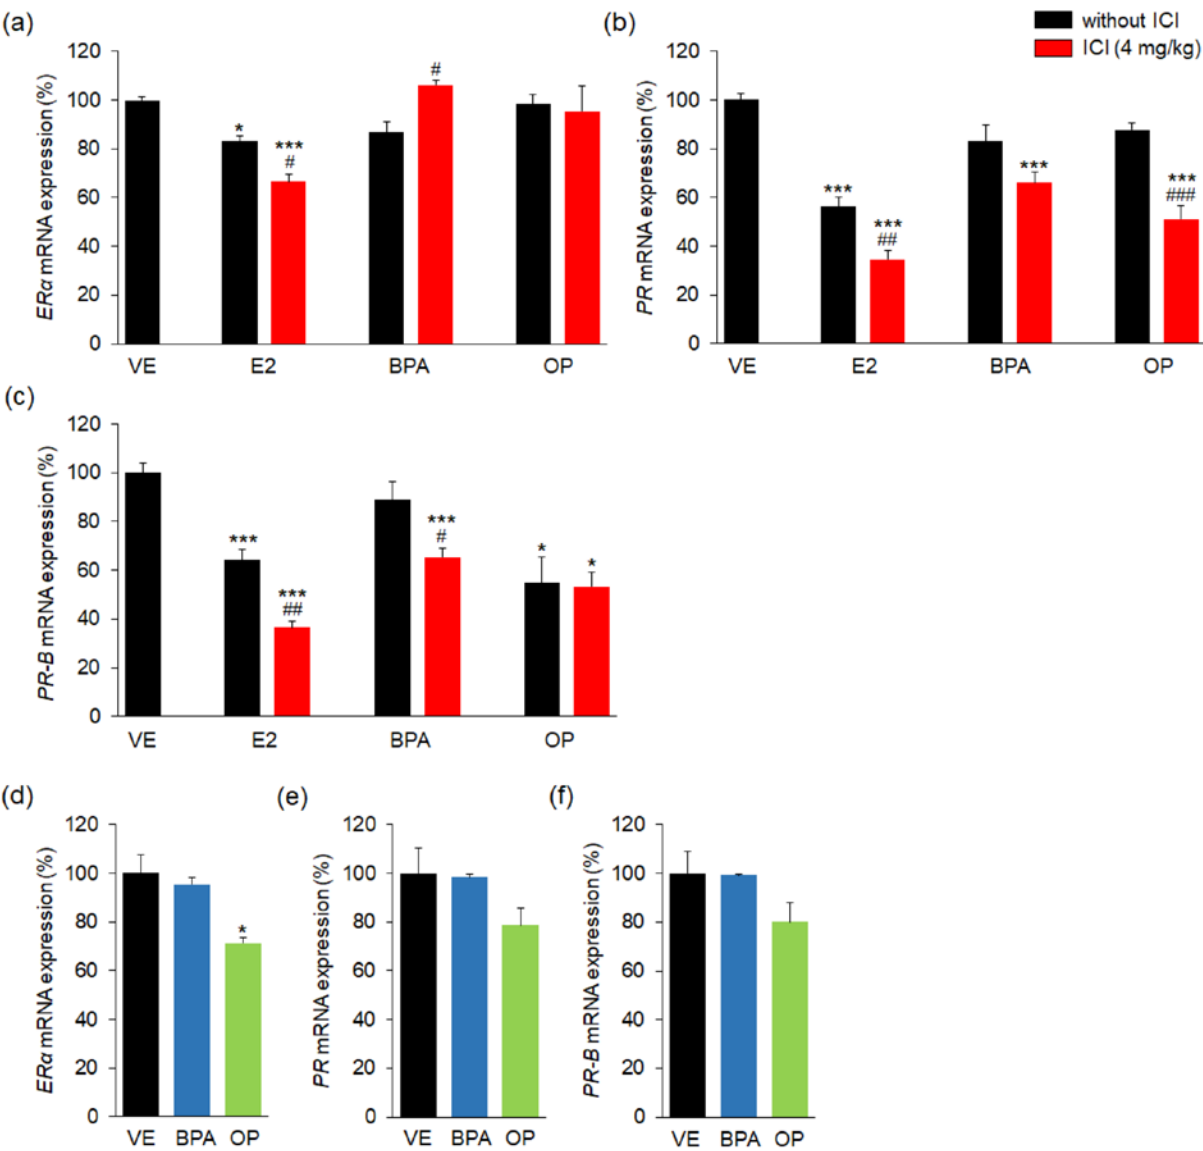 (a)
(b)
without ICI
ICI (4 mg/kg)
ERα mRNA expression (%)
120
100
80
60
40
20
0
*
***
#
#
VE
E2
BPA
OP
PR mRNA expression (%)
120
100
80
60
40
20
0
***
***
##
***
***
###
VE
E2
BPA
OP
(c)
PR-B mRNA expression (%)
120
100
80
60
40
20
0
***
***
##
***
#
*
*
VE
E2
BPA
OP
(d)
ERα mRNA expression (%)
120
100
80
60
40
20
0
*
VE BPA OP
(e)
PR mRNA expression (%)
120
100
80
60
40
20
0
VE BPA OP
(f)
PR-B mRNA expression (%)
120
100
80
60
40
20
0
VE BPA OP